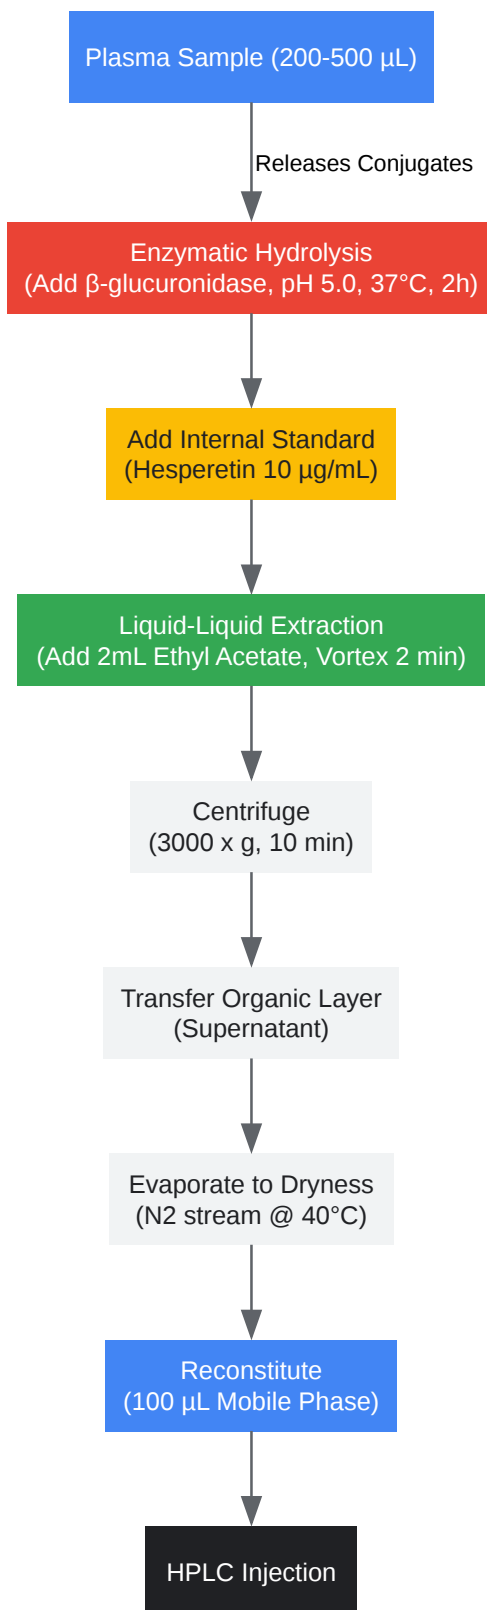 Plasma Sample (200-500 µL)
Releases Conjugates
Enzymatic Hydrolysis
(Add β-glucuronidase, pH 5.0, 37°C, 2h)
Add Internal Standard
(Hesperetin 10 µg/mL)
Liquid-Liquid Extraction
(Add 2mL Ethyl Acetate, Vortex 2 min)
Centrifuge
(3000 x g, 10 min)
Transfer Organic Layer
(Supernatant)
Evaporate to Dryness
(N2 stream @ 40°C)
Reconstitute
(100 µL Mobile Phase)
HPLC Injection